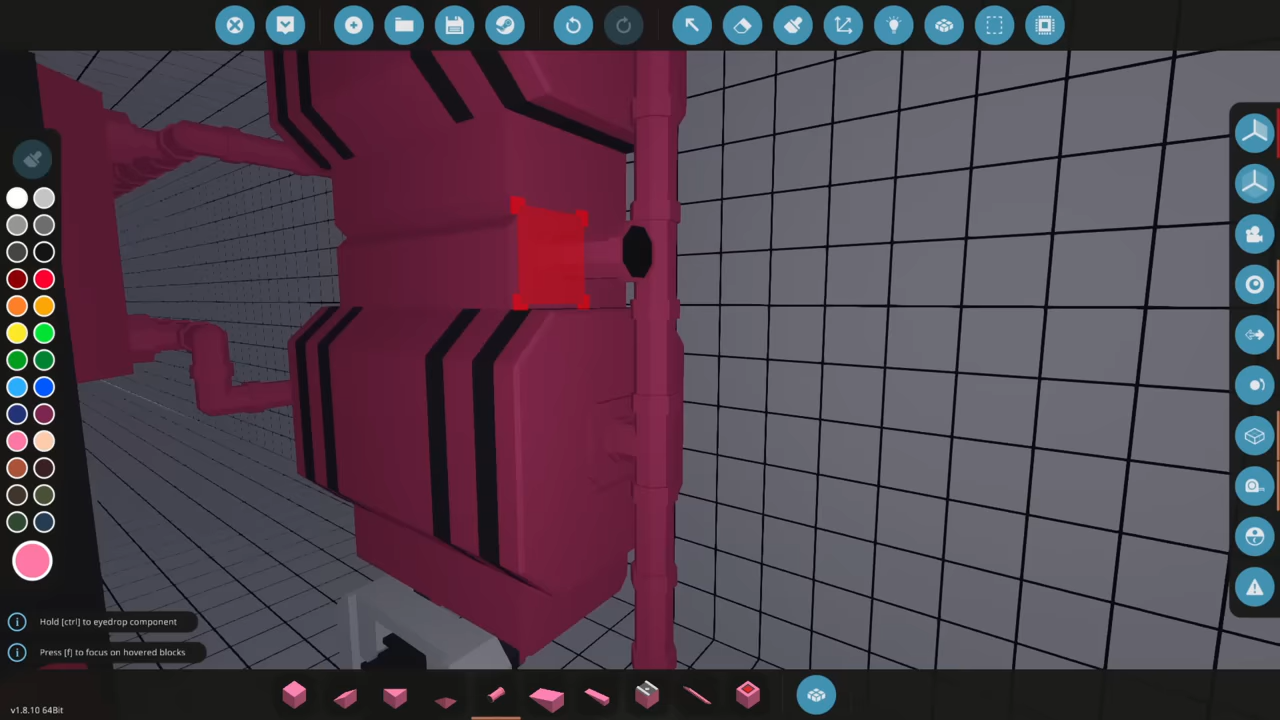 Hold [ctrl] to eyedrop component
Press [f] to focus on hovered blocks
v1.8.10 64Bit